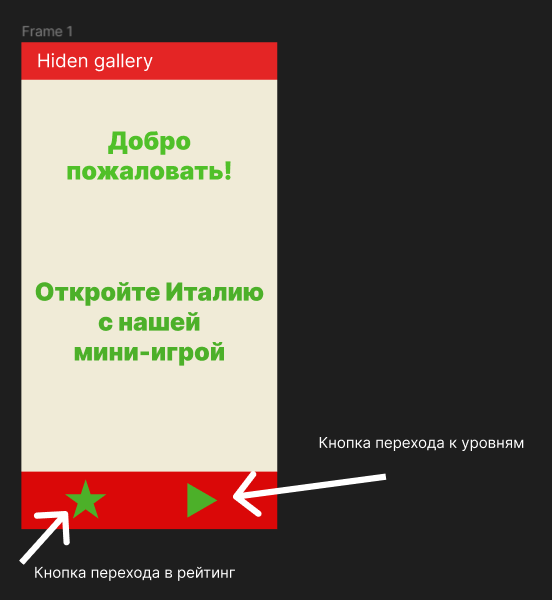 Frame 1
Hiden gallery
Добро
пожаловать!
Откройте Италию
с нашей
мини-игрой
Кнопка перехода к уровням
Кнопка перехода в рейтинг